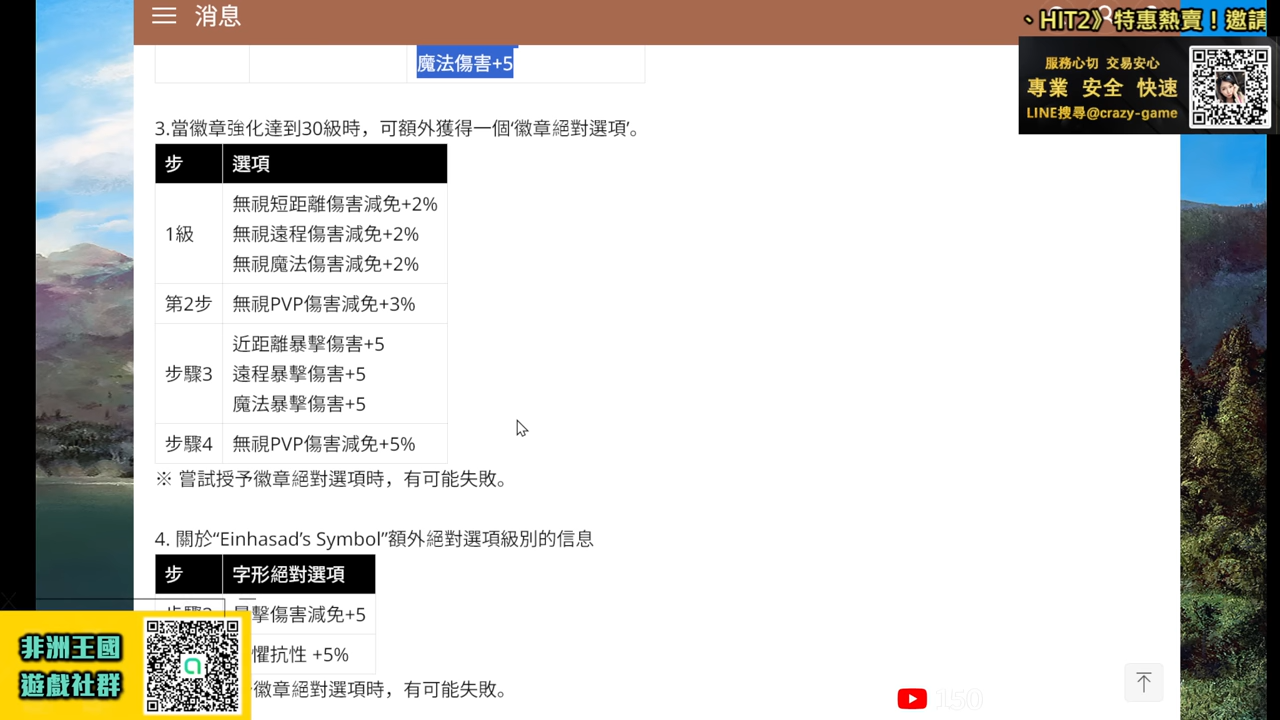 消息
、HIT2》特惠熱賣！邀請
服務心切 交易安心
專業 安全 快速
LINE搜尋@crazy-game
魔法傷害+5
3.當徽章強化達到30級時，可額外獲得一個‘徽章絕對選項’。
步 選項
1級
無視短距離傷害減免+2%
無視遠程傷害減免+2%
無視魔法傷害減免+2%
第2步 無視PVP傷害減免+3%
步驟3
近距離暴擊傷害+5
遠程暴擊傷害+5
魔法暴擊傷害+5
步驟4 無視PVP傷害減免+5%
※ 嘗試授予徽章絕對選項時，有可能失敗。
4. 關於“Einhasad’s Symbol”額外絕對選項級別的信息
步 字形絕對選項
擊傷害減免+5
懼抗性 +5%
徽章絕對選項時，有可能失敗。
非洲王國
遊戲社群
150